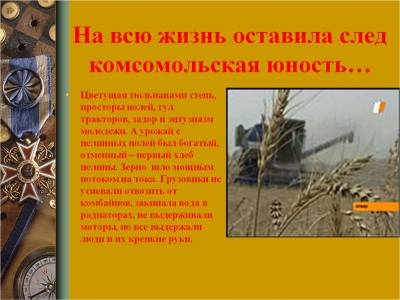 На всю жизнь оставила след
комсомольская юность…
• Цветущая тюльпанами степь,
просторы полей, гул
тракторов, задор и энтузиазм
молодежи. А урожай с
целинных полей был богатый,
отменный – первый хлеб
целины. Зерно шло мощным
потоком на тока. Грузовики не
успевали отвозить от
комбайнов, закипала вода в
радиаторах, не выдерживали
моторы, но все выдержали
люди и их крепкие руки.